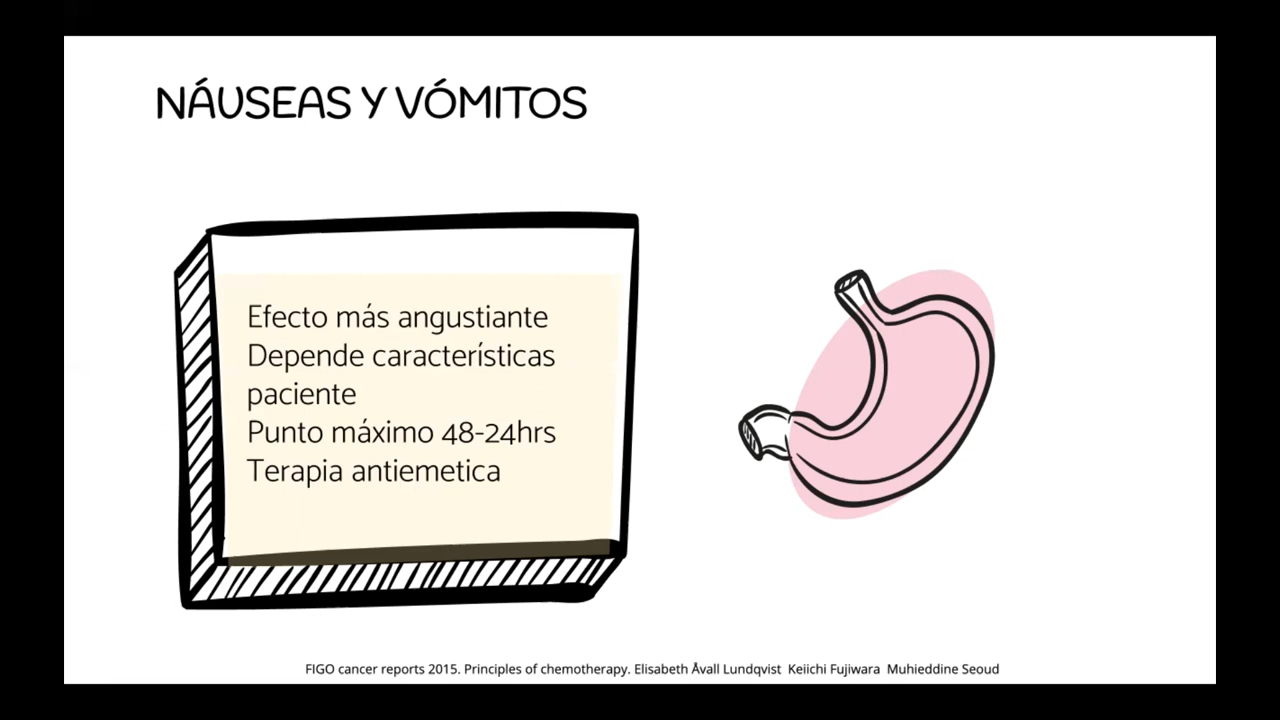 NÁUSEAS Y VÓMITOS
Efecto más angustiante
Depende características
paciente
Punto máximo 48-24hrs
Terapia antiemetica
FIGO cancer reports 2015. Principles of chemotherapy. Elisabeth Åvall Lundqvist Keiichi Fujiwara Muhieddine Seoud